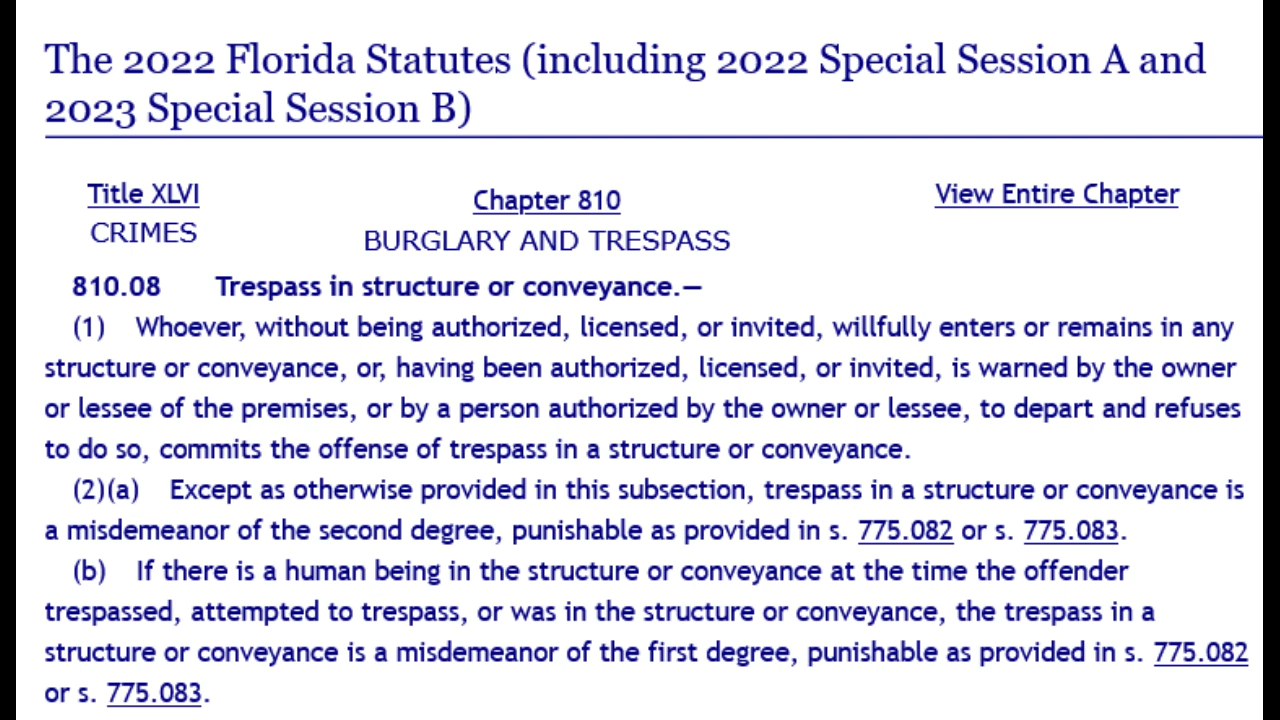 The 2022 Florida Statutes (including 2022 Special Session A and
2023 Special Session B)
Title XLVI
Chapter 810
View Entire Chapter
CRIMES
BURGLARY AND TRESPASS
810.08 Trespass in structure or conveyance.—
(1) Whoever, without being authorized, licensed, or invited, willfully enters or remains in any
structure or conveyance, or, having been authorized, licensed, or invited, is warned by the owner
or lessee of the premises, or by a person authorized by the owner or lessee, to depart and refuses
to do so, commits the offense of trespass in a structure or conveyance.
(2)(a) Except as otherwise provided in this subsection, trespass in a structure or conveyance is
a misdemeanor of the second degree, punishable as provided in s. 775.082 or s. 775.083.
(b) If there is a human being in the structure or conveyance at the time the offender
trespassed, attempted to trespass, or was in the structure or conveyance, the trespass in a
structure or conveyance is a misdemeanor of the first degree, punishable as provided in s. 775.082
or s. 775.083.